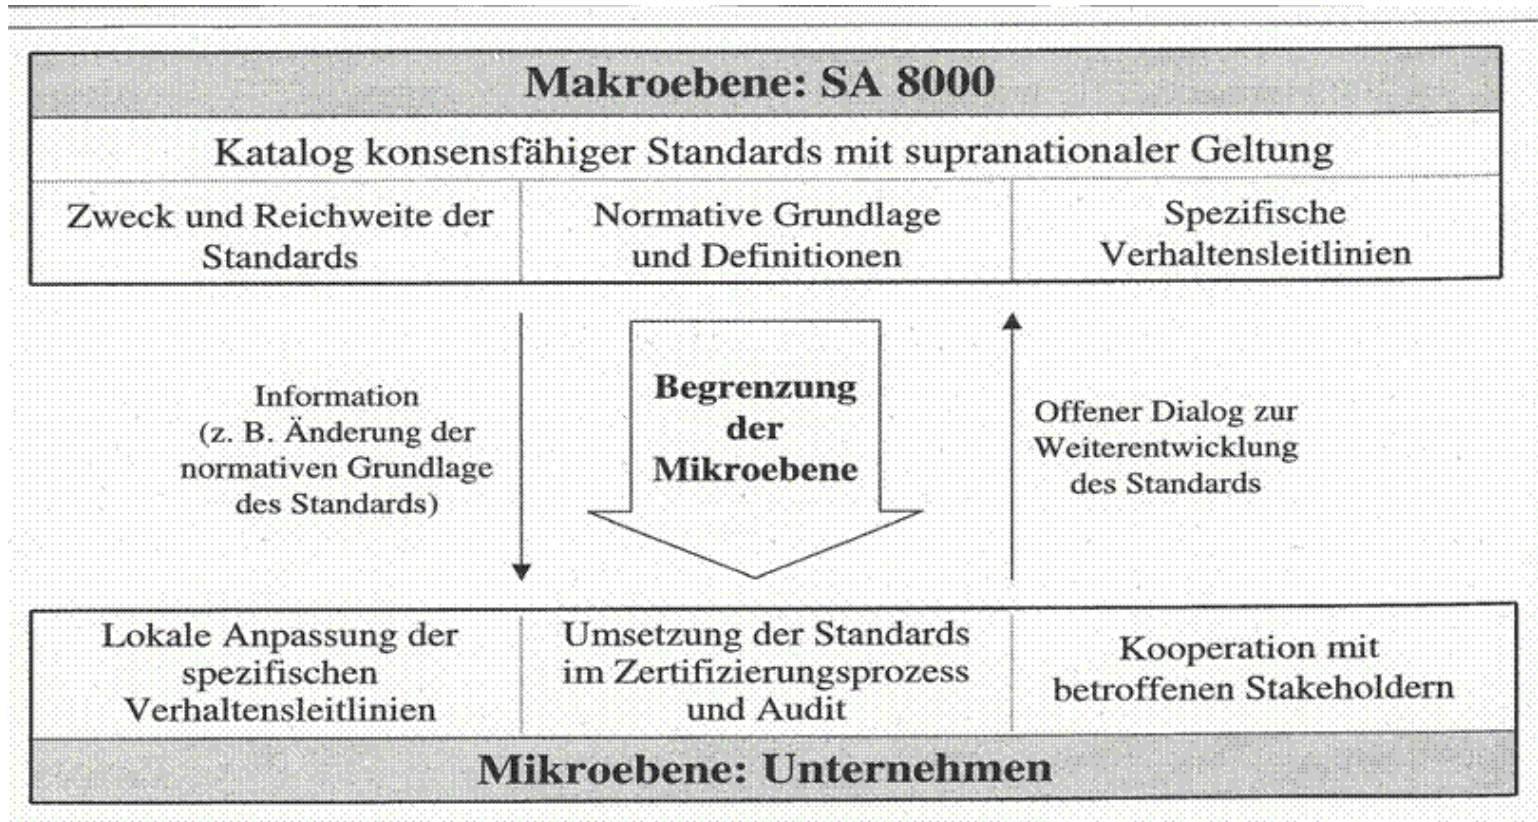 Makroebene: SA 8000
Katalog konsensfähiger Standards mit supranationaler Geltung
Zweck und Reichweite der
Standards
Normative Grundlage
und Definitionen
Spezifische
Verhaltensleitlinien
Information
(z. B. Änderung der
normativen Grundlage
des Standards)
Begrenzung
der
Mikroebene
Offener Dialog zur
Weiterentwicklung
des Standards
Lokale Anpassung der
spezifischen
Verhaltensleitlinien
Umsetzung der Standards
im Zertifizierungsprozess
und Audit
Kooperation mit
betroffenen Stakeholdern
Mikroebene: Unternehmen